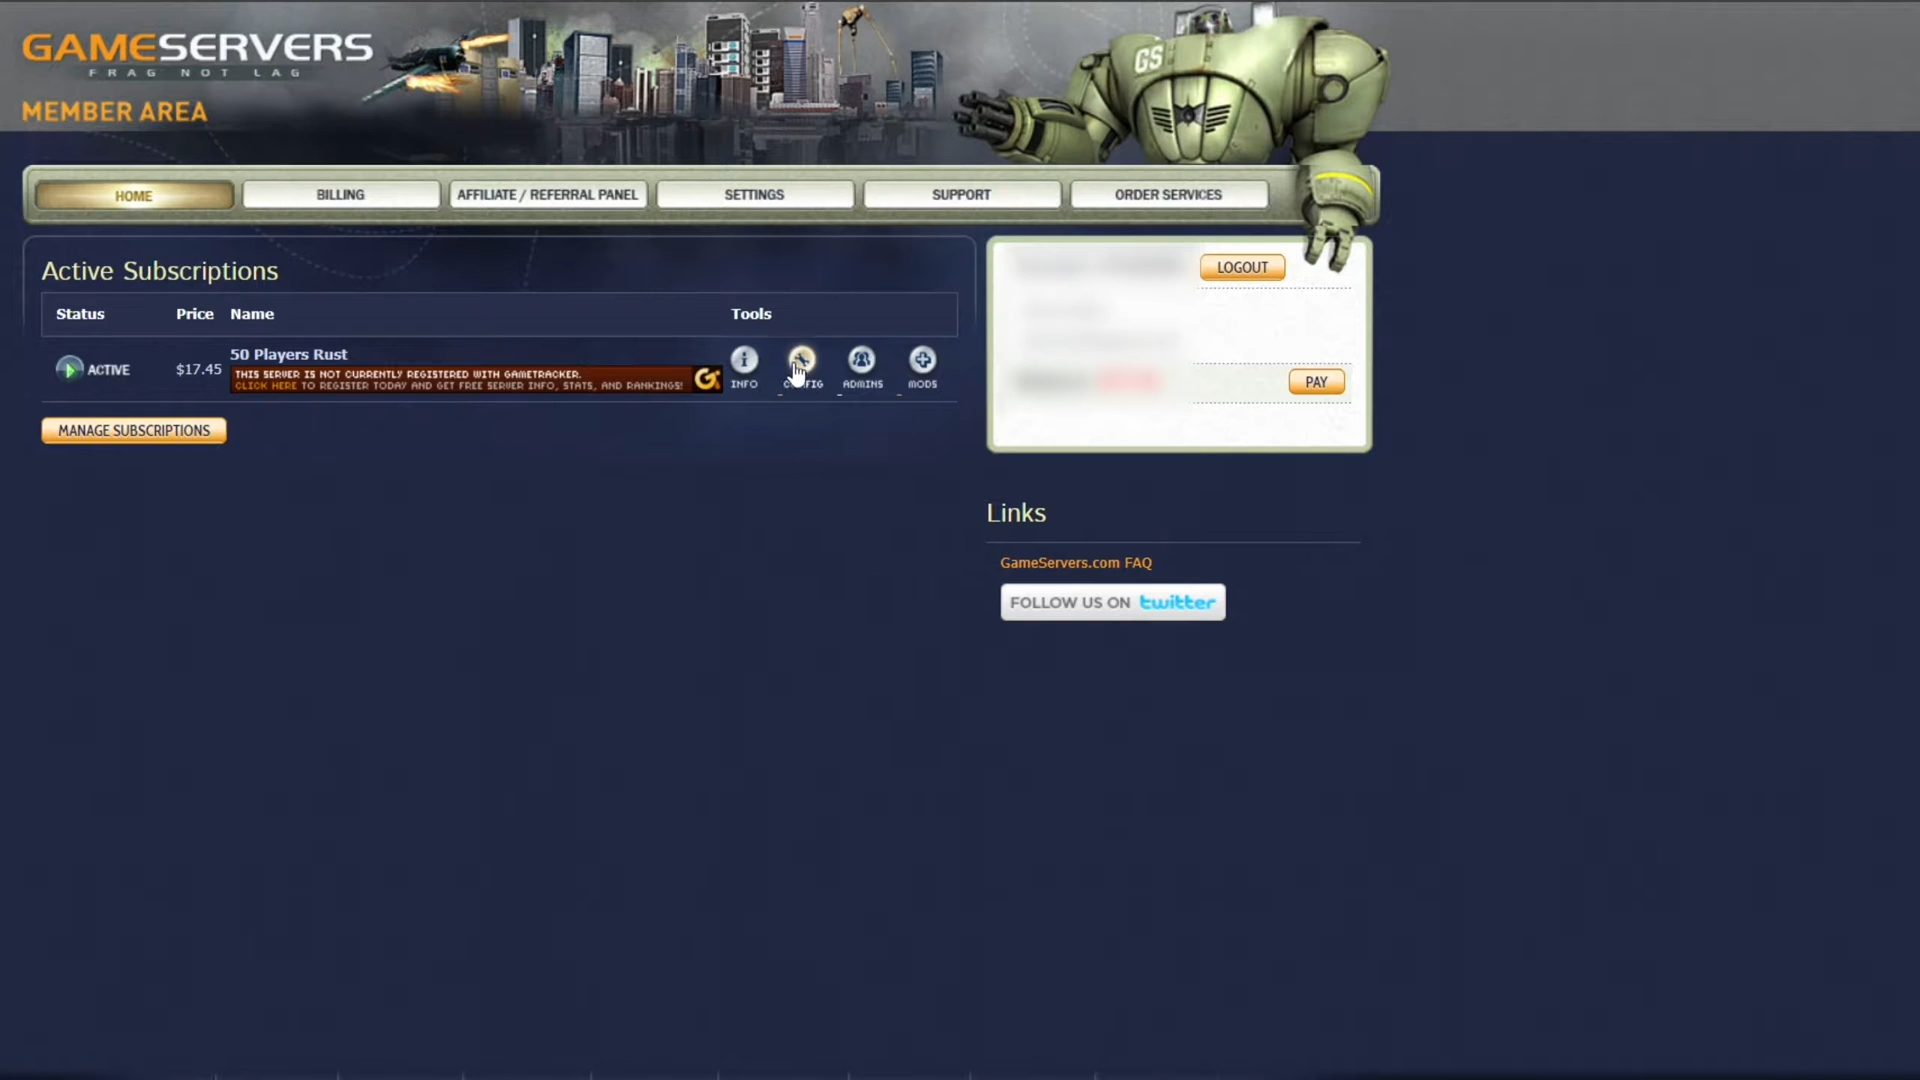 GAMESERVERS
FRAG NOT LAG
MEMBER AREA
GS
HOME
BILLING
AFFILIATE / REFERRAL PANEL
SETTINGS
SUPPORT
ORDER SERVICES
Active Subscriptions
Status Price Name Tools
ACTIVE
$17.45
50 Players Rust
THIS SERVER IS NOT CURRENTLY REGISTERED WITH GAMETRACKER.
CLICK HERE TO REGISTER TODAY AND GET FREE SERVER INFO, STATS, AND RANKINGS!
INFO
ADMINS
MODS
MANAGE SUBSCRIPTIONS
LOGOUT
PAY
Links
GameServers.com FAQ
FOLLOW US ON twitter